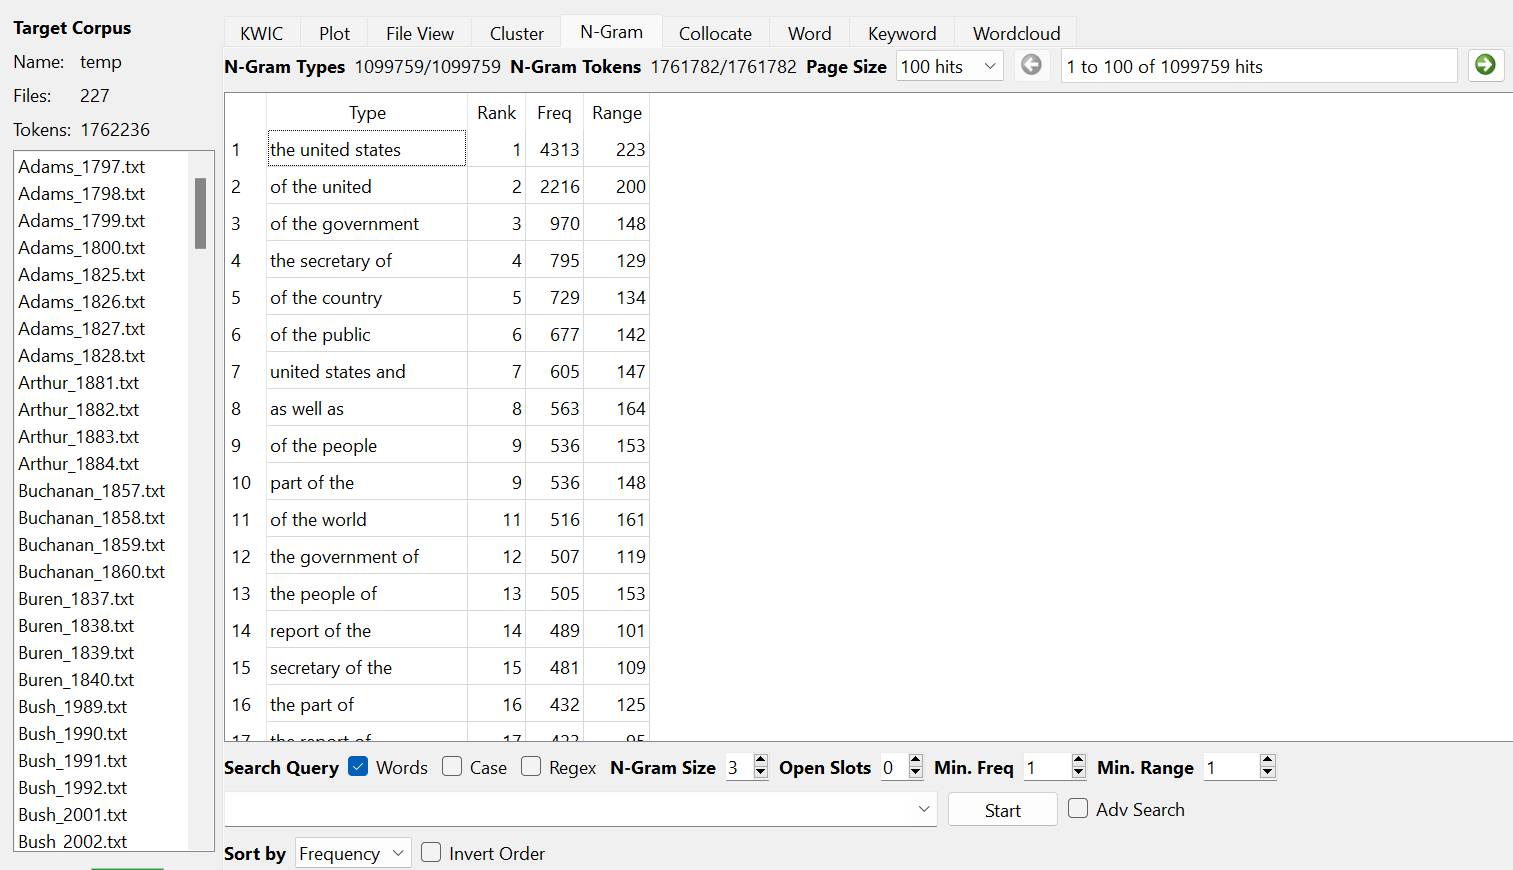 Target Corpus
Name: temp
Files: 227
Tokens: 1762236
Adams_1797.txt
Adams_1798.txt
Adams_1799.txt
Adams_1800.txt
Adams_1825.txt
Adams_1826.txt
Adams_1827.txt
Adams_1828.txt
Arthur_1881.txt
Arthur_1882.txt
Arthur_1883.txt
Arthur_1884.txt
Buchanan_1857.txt
Buchanan_1858.txt
Buchanan_1859.txt
Buchanan_1860.txt
Buren_1837.txt
Buren_1838.txt
Buren_1839.txt
Buren_1840.txt
Bush_1989.txt
Bush_1990.txt
Bush_1991.txt
Bush_1992.txt
Bush_2001.txt
Bush_2002.txt
KWIC Plot File View Cluster N-Gram Collocate Word Keyword Wordcloud
N-Gram Types 1099759/1099759 N-Gram Tokens 1761782/1761782 Page Size 100 hits 1 to 100 of 1099759 hits
Type Rank Freq Range
1 the united states 1 4313 223
2 of the united 2 2216 200
3 of the government 3 970 148
4 the secretary of 4 795 129
5 of the country 5 729 134
6 of the public 6 677 142
7 united states and 7 605 147
8 as well as 8 563 164
9 of the people 9 536 153
10 part of the 9 536 148
11 of the world 11 516 161
12 the government of 12 507 119
13 the people of 13 505 153
14 report of the 14 489 101
15 secretary of the 15 481 109
16 the part of 16 432 125
17 the report of 17 95
Search Query Words Case Regex N-Gram Size 3 Open Slots 0 Min. Freq 1 Min. Range 1
Start Adv Search
Sort by Frequency Invert Order